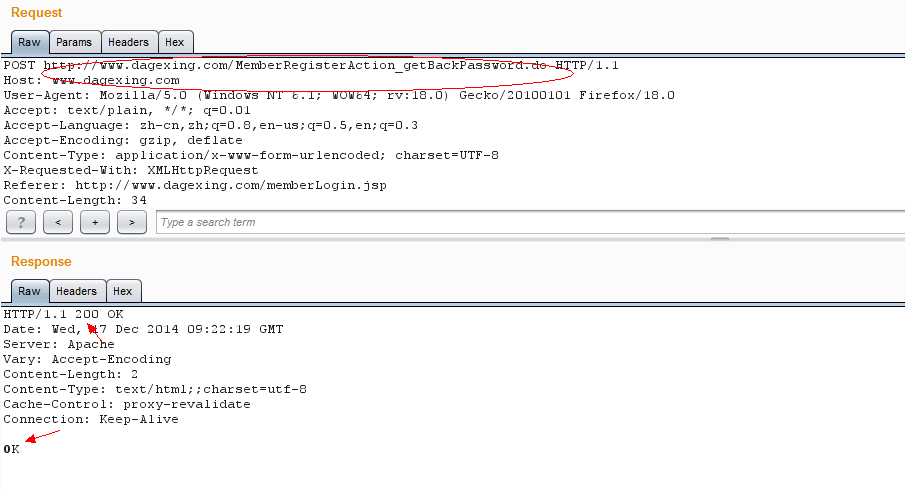 Request
Raw Params Headers Hex
POST http://www.dagexing.com/MemberRegisterAction_getBackPassword.do HTTP/1.1
Host: www.dagexing.com
User-Agent: Mozilla/5.0 (Windows NT 6.1; WOW64; rv:18.0) Gecko/20100101 Firefox/18.0
Accept: text/plain, */*; q=0.01
Accept-Language: zh-cn,zh;q=0.8,en-us;q=0.5,en;q=0.3
Accept-Encoding: gzip, deflate
Content-Type: application/x-www-form-urlencoded; charset=UTF-8
X-Requested-With: XMLHttpRequest
Referer: http://www.dagexing.com/memberLogin.jsp
Content-Length: 34
? < + > Type a search term
Response
Raw Headers Hex
HTTP/1.1 200 OK
Date: Wed, 17 Dec 2014 09:22:19 GMT
Server: Apache
Vary: Accept-Encoding
Content-Length: 2
Content-Type: text/html;;charset=utf-8
Cache-Control: proxy-revalidate
Connection: Keep-Alive
OK